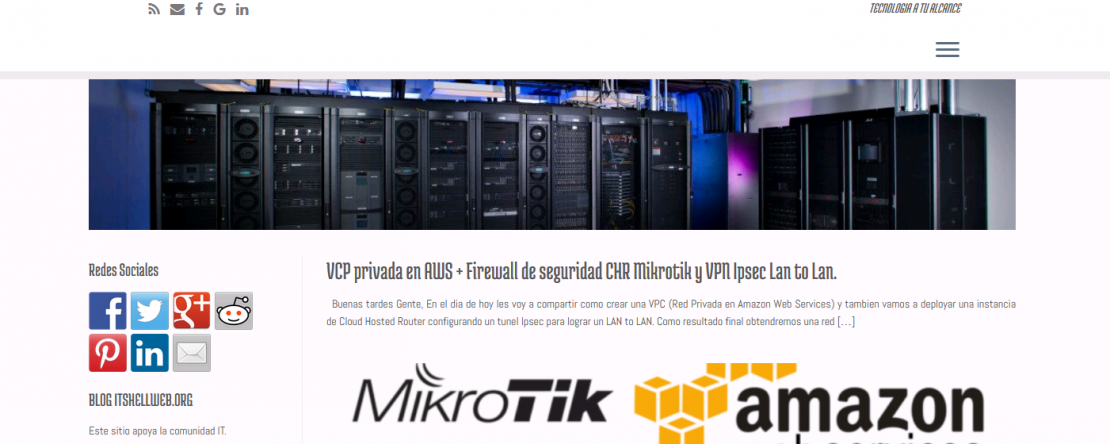 TECNOLOGIA A TU ALCANCE
Redes Sociales
BLOG ITSHELLWEB.ORG
Este sitio apoya la comunidad IT.
VCP privada en AWS + Firewall de seguridad CHR Mikrotik y VPN Ipsec Lan to Lan.
Buenas tardes Gente, En el dia de hoy les voy a compartir como crear una VPC (Red Privada en Amazon Web Services) y tambien vamos a deployar una instancia
de Cloud Hosted Router configurando un tunel Ipsec para lograr un LAN to LAN. Como resultado final obtendremos una red […]
MikroTik
amazon